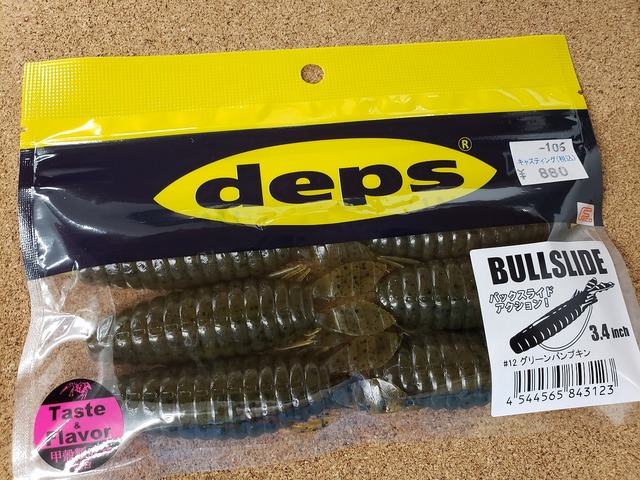 deps®
-106
キャスティング(税込)
¥ 880
BULLSLIDE
バックスライド
アクション!
3.4 inch
#12 グリーンパンプキン
4 544565 843123
Taste
&
Flavor